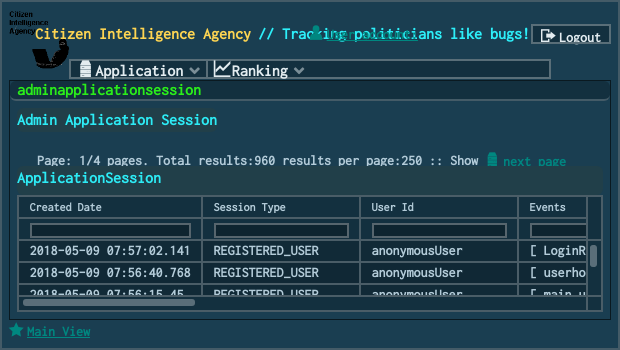 Citizen
Intelligence
Agency
Citizen Intelligence Agency // Tracking politicians like bugs!
Logout
Application
Ranking
adminapplicationsession
Admin Application Session
Page: 1/4 pages. Total results:960 results per page:250 :: Show next page
ApplicationSession
Created Date Session Type User Id Events
2018-05-09 07:57:02.141 REGISTERED_USER anonymousUser [ LoginR
2018-05-09 07:56:40.768 REGISTERED_USER anonymousUser [ userho
2018-05-09 07:56:15.45 REGISTERED_USER anonymousUser [ main u
Main View